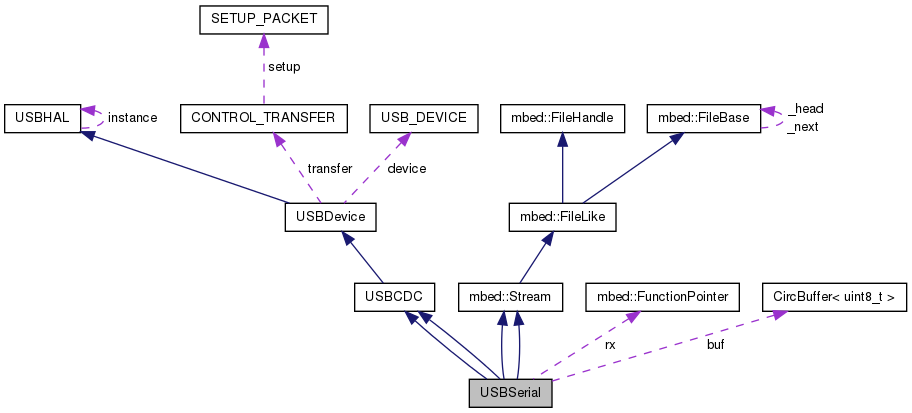 SETUP_PACKET
setup
USBHAL
instance
CONTROL_TRANSFER
USB_DEVICE
mbed::FileHandle
mbed::FileBase
_head
_next
transfer
device
USBDevice
mbed::FileLike
USBCDC
mbed::Stream
mbed::FunctionPointer
CircBuffer< uint8_t >
rx
buf
USBSerial